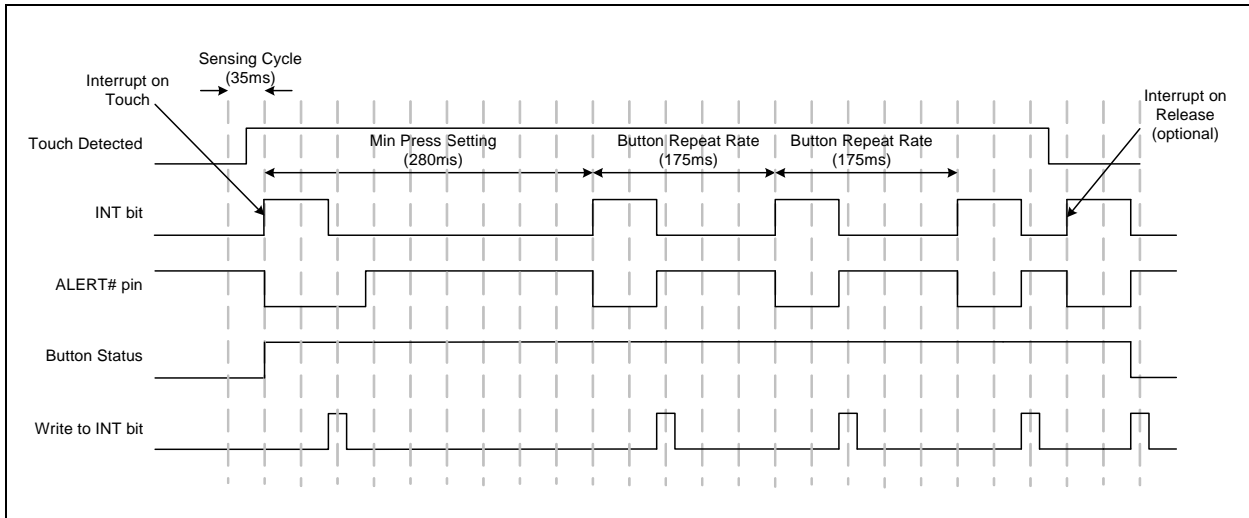 Sensing Cycle
(35ms)
Interrupt on
Touch
Interrupt on
Release
(optional)
Touch Detected
Min Press Setting
(280ms)
Button Repeat Rate
(175ms)
Button Repeat Rate
(175ms)
INT bit
ALERT# pin
Button Status
Write to INT bit